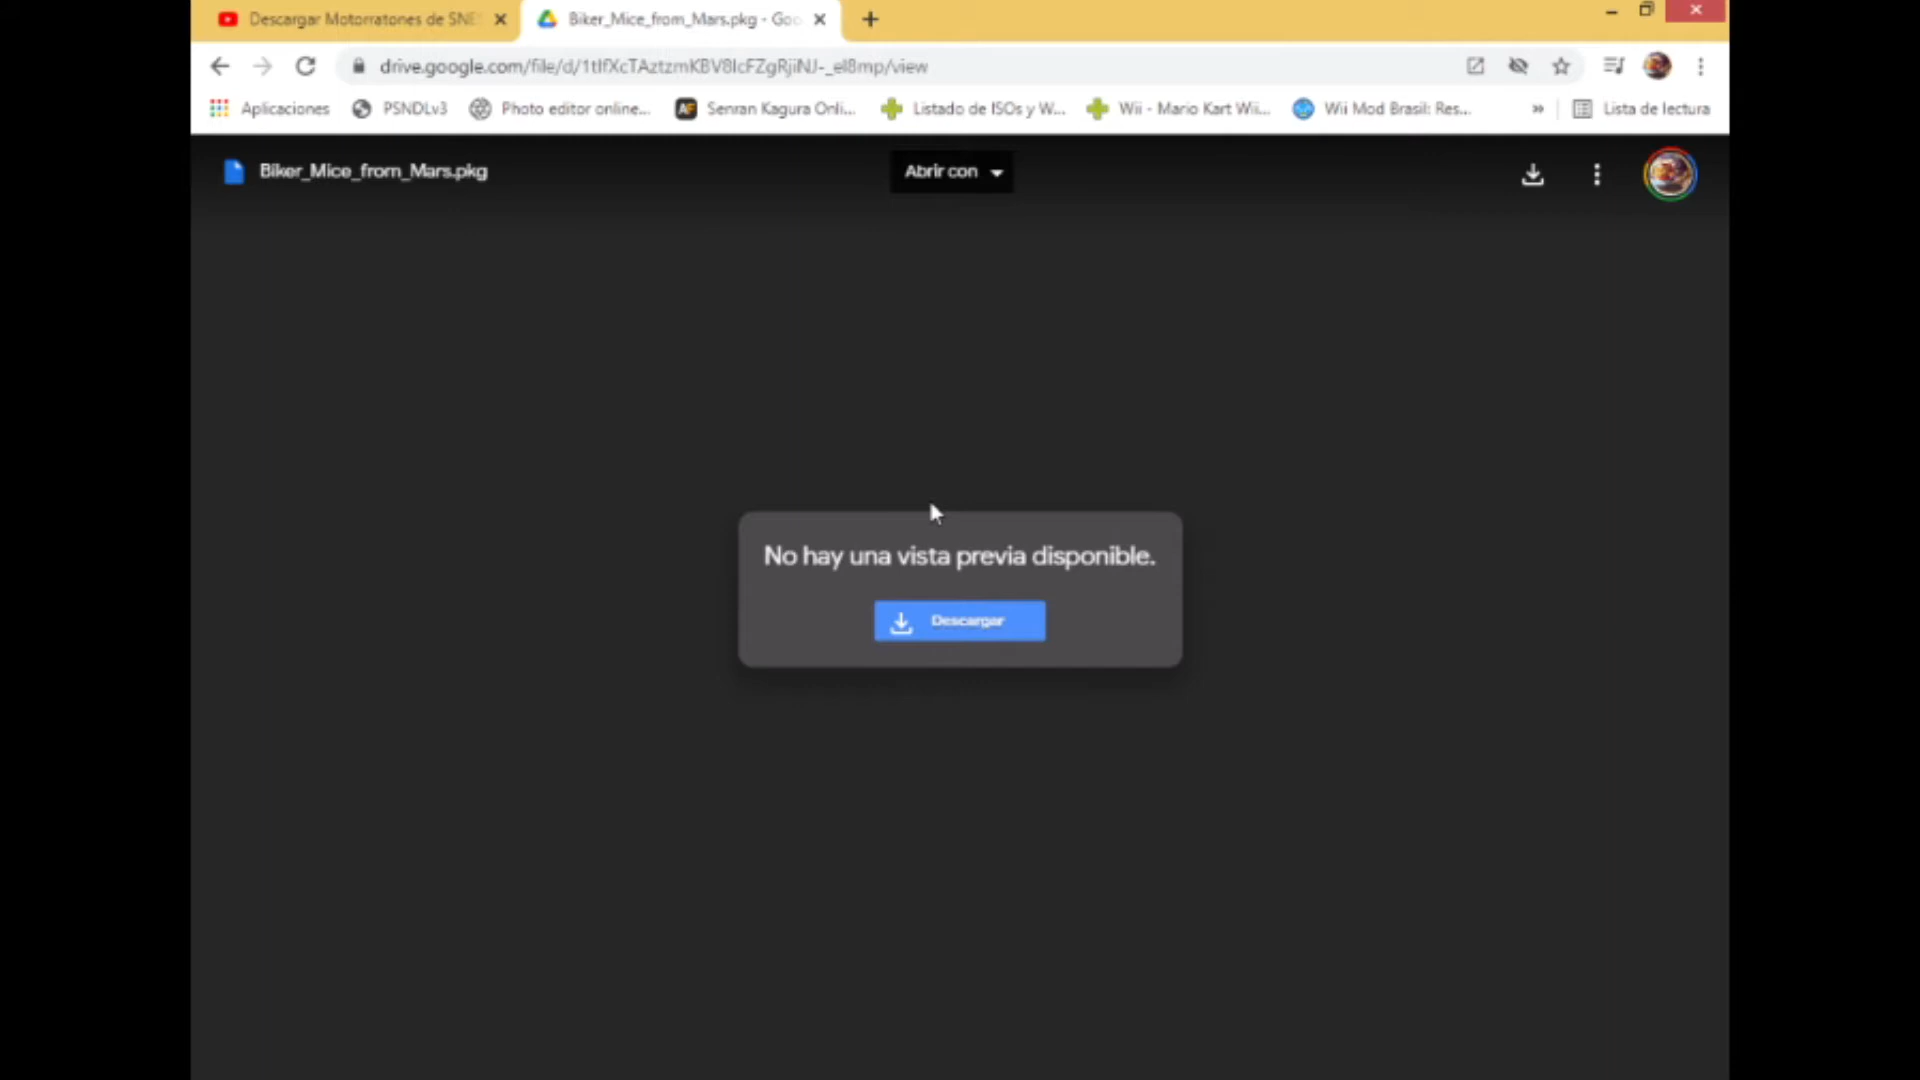 Descargar Motorratones de SNES
Biker_Mice_from_Mars.pkg - Goo
drive.google.com/file/d/1tIfXcTAztzmKBV8IcFZgRjiNJ-_el8mp/view
Aplicaciones
PSNDLv3
Photo editor online...
Senran Kagura Onli...
Listado de ISOs y W...
Wii - Mario Kart Wii...
Wii Mod Brasil: Res...
»
Lista de lectura
Biker_Mice_from_Mars.pkg
Abrir con
No hay una vista previa disponible.
Descargar